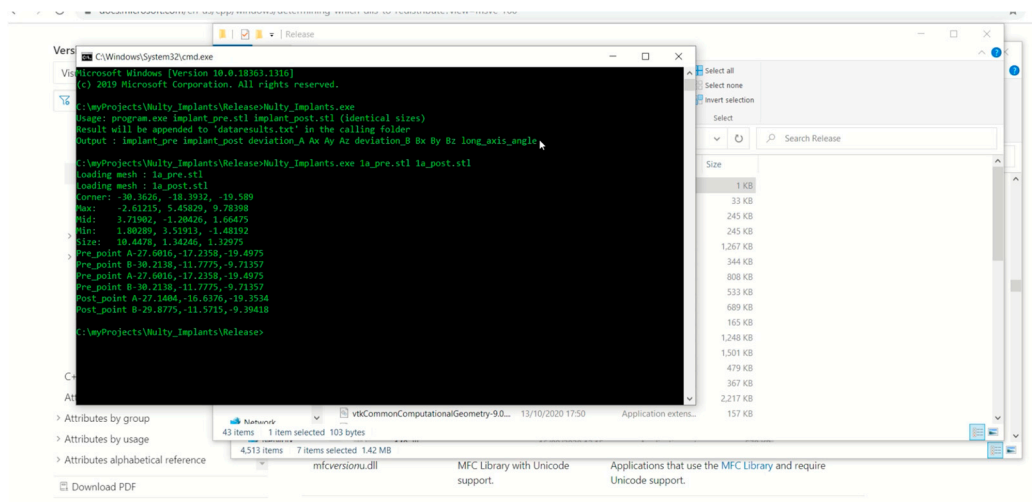 Release
Vers
C:\Windows\System32\cmd.exe
Microsoft Windows [Version 10.0.18363.1316]
(c) 2019 Microsoft Corporation. All rights reserved.
C:\myProjects\Nulty_Implants\Release>Nulty_Implants.exe
Usage: program.exe implant_pre.stl implant_post.stl (identical sizes)
Result will be appended to 'dataresults.txt' in the calling folder
Output : implant_pre implant_post deviation_A Ax Ay Az deviation_B Bx By Bz long_axis_angle
C:\myProjects\Nulty_Implants\Release>Nulty_Implants.exe 1a_pre.stl 1a_post.stl
Loading mesh : 1a_pre.stl
Loading mesh : 1a_post.stl
Corner: -30.3626, -18.3932, -19.589
Max: -2.61215, 5.45829, 9.78398
Mid: 3.71902, -1.20426, 1.66475
Min: 1.80289, 3.51913, -1.48192
Size: 10.4478, 1.34246, 1.32975
Pre_point A-27.6016,-17.2358,-19.4975
Pre_point B-30.2138,-11.7775,-9.71357
Pre_point A-27.6016,-17.2358,-19.4975
Pre_point B-30.2138,-11.7775,-9.71357
Post_point A-27.1404,-16.6376,-19.3534
Post_point B-29.8775,-11.5715,-9.39418
C:\myProjects\Nulty_Implants\Release>
Select all
Select none
Invert selection
Select
Search Release
Size
1 KB
33 KB
245 KB
245 KB
1,267 KB
344 KB
808 KB
533 KB
689 KB
165 KB
1,248 KB
1,501 KB
479 KB
367 KB
2,217 KB
vtkCommonComputationalGeometry-9.0... 13/10/2020 17:50 Application extens... 157 KB
Network
43 items 1 item selected 103 bytes
4,513 items 7 items selected 1.42 MB
Attributes by group
Attributes by usage
Attributes alphabetical reference
Download PDF
mfcversionu.dll
MFC Library with Unicode
support.
Applications that use the MFC Library and require
Unicode support.